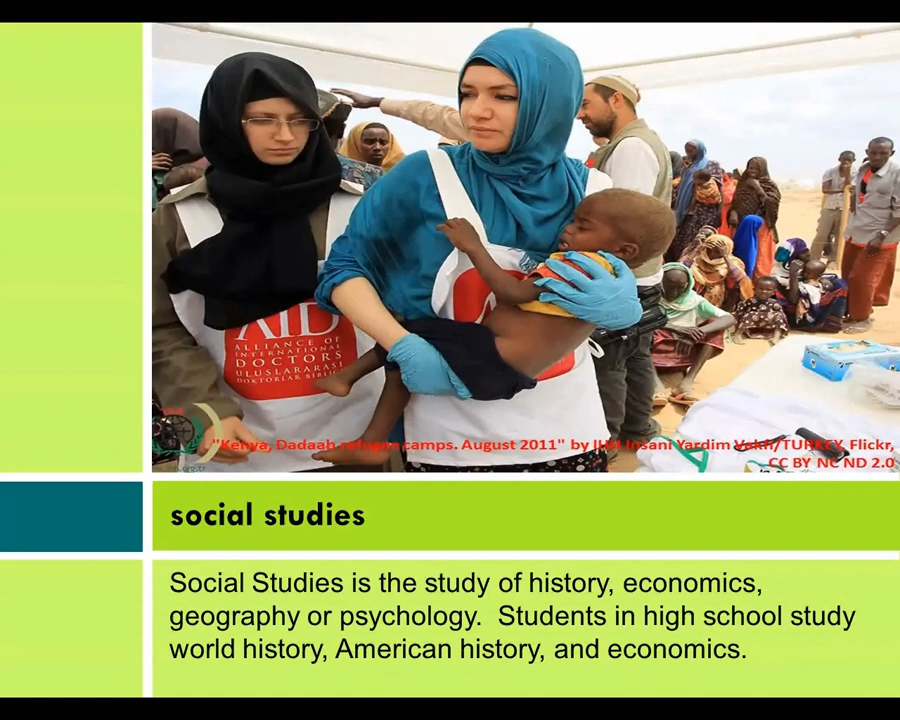 AID
ALLIANCE OF
INTERNATIONAL
DOCTORS
ULUSLARARASI
DOKTORLAR BİRLİĞİ
"Kenya, Dadaab refugee camps. August 2011" by IHH Insani Yardim Vakfi/TURKEY, Flickr,
CC BY NC ND 2.0
social studies
Social Studies is the study of history, economics,
geography or psychology. Students in high school study
world history, American history, and economics.